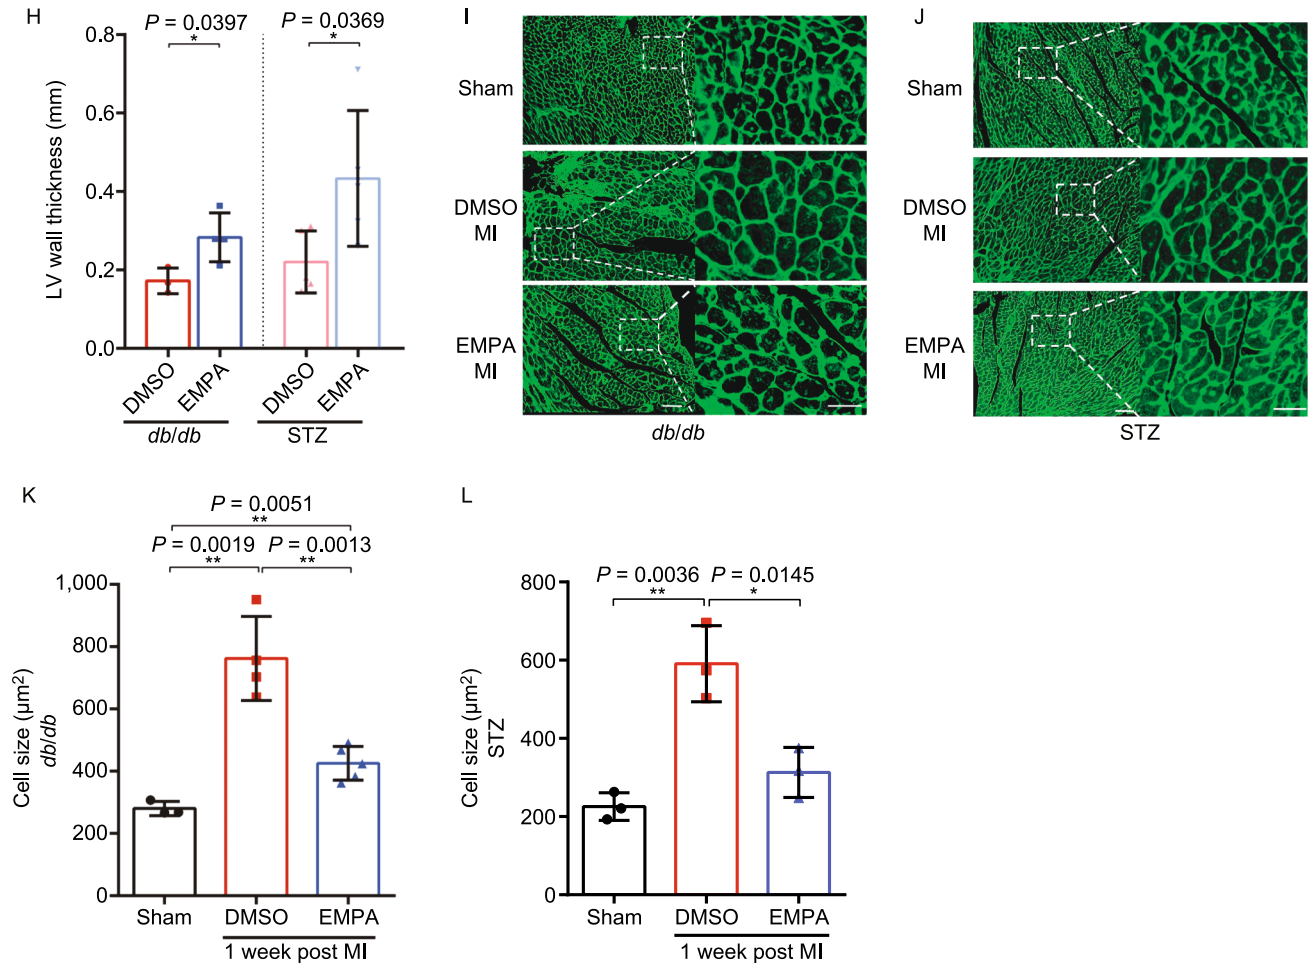 H
P = 0.0397
*
P = 0.0369
*
LV wall thickness (mm)
0.8
0.6
0.4
0.2
0.0
DMSO
EMPA
DMSO
EMPA
db/db
STZ
I
Sham
DMSO
MI
EMPA
MI
db/db
J
Sham
DMSO
MI
EMPA
MI
STZ
K
P = 0.0051
**
P = 0.0019
**
P = 0.0013
**
Cell size (μm²)
db/db
1,000
800
600
400
200
0
Sham
DMSO
EMPA
1 week post MI
L
P = 0.0036
**
P = 0.0145
*
Cell size (μm²)
STZ
800
600
400
200
0
Sham
DMSO
EMPA
1 week post MI